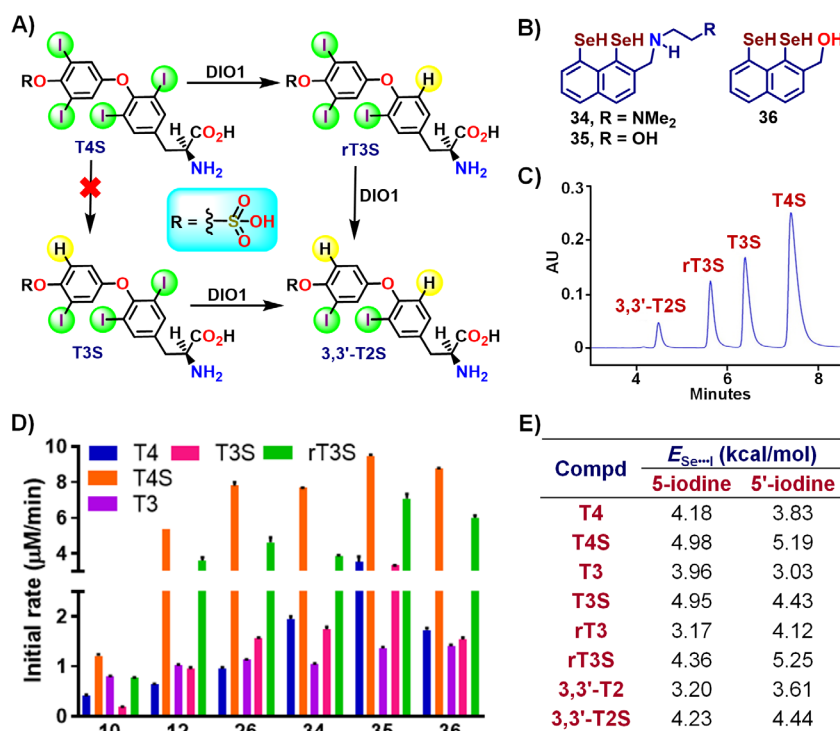 A)
I
I
RO
O
I
I
I
H
CO2H
NH2
T4S
DIO1
I
H
RO
O
I
I
H
CO2H
NH2
rT3S
DIO1
R =
O
S
OH
O
H
I
RO
O
I
I
H
CO2H
NH2
T3S
DIO1
H
H
RO
O
I
I
H
CO2H
NH2
3,3'-T2S
B)
SeH SeH N R
H
34, R = NMe2
35, R = OH
SeH SeH OH
36
C)
AU
0.3
0.2
0.1
0
4 6 8
Minutes
3,3'-T2S
rT3S
T3S
T4S
D)
Initial rate (µM/min)
10
8
6
4
2
1
0
T4 T3S rT3S
T4S
T3
10 12 26 34 35 36
E)
Compd ESe···I (kcal/mol)
5-iodine 5'-iodine
T4 4.18 3.83
T4S 4.98 5.19
T3 3.96 3.03
T3S 4.95 4.43
rT3 3.17 4.12
rT3S 4.36 5.25
3,3'-T2 3.20 3.61
3,3'-T2S 4.23 4.44